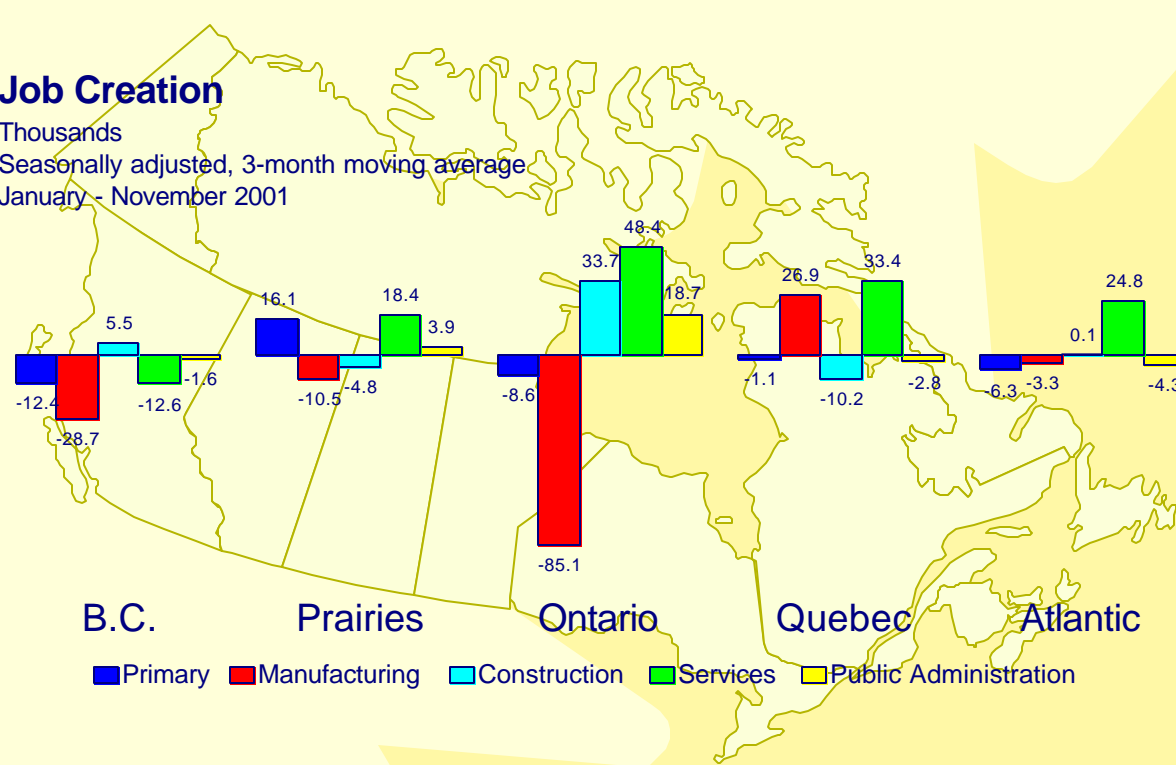 Job Creation
Thousands
Seasonally adjusted, 3-month moving average
January - November 2001
-12.4 -28.7 5.5 -12.6 -1.6
16.1 -10.5 -4.8 18.4 3.9
-8.6 -85.1 33.7 48.4 18.7
-1.1 26.9 -10.2 33.4 -2.8
-6.3 -3.3 0.1 24.8 -4.3
B.C. Prairies Ontario Quebec Atlantic
Primary Manufacturing Construction Services Public Administration